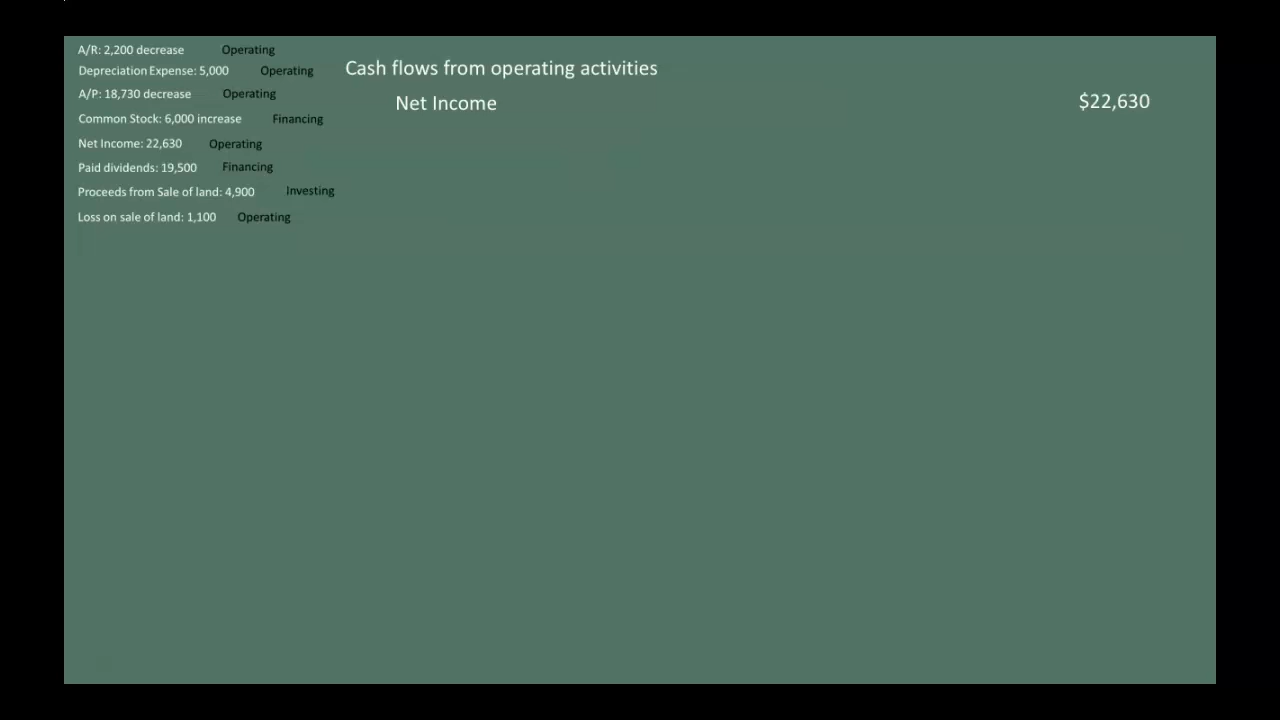 A/R: 2,200 decrease Operating
Depreciation Expense: 5,000 Operating
A/P: 18,730 decrease Operating
Common Stock: 6,000 increase Financing
Net Income: 22,630 Operating
Paid dividends: 19,500 Financing
Proceeds from Sale of land: 4,900 Investing
Loss on sale of land: 1,100 Operating
Cash flows from operating activities
Net Income $22,630